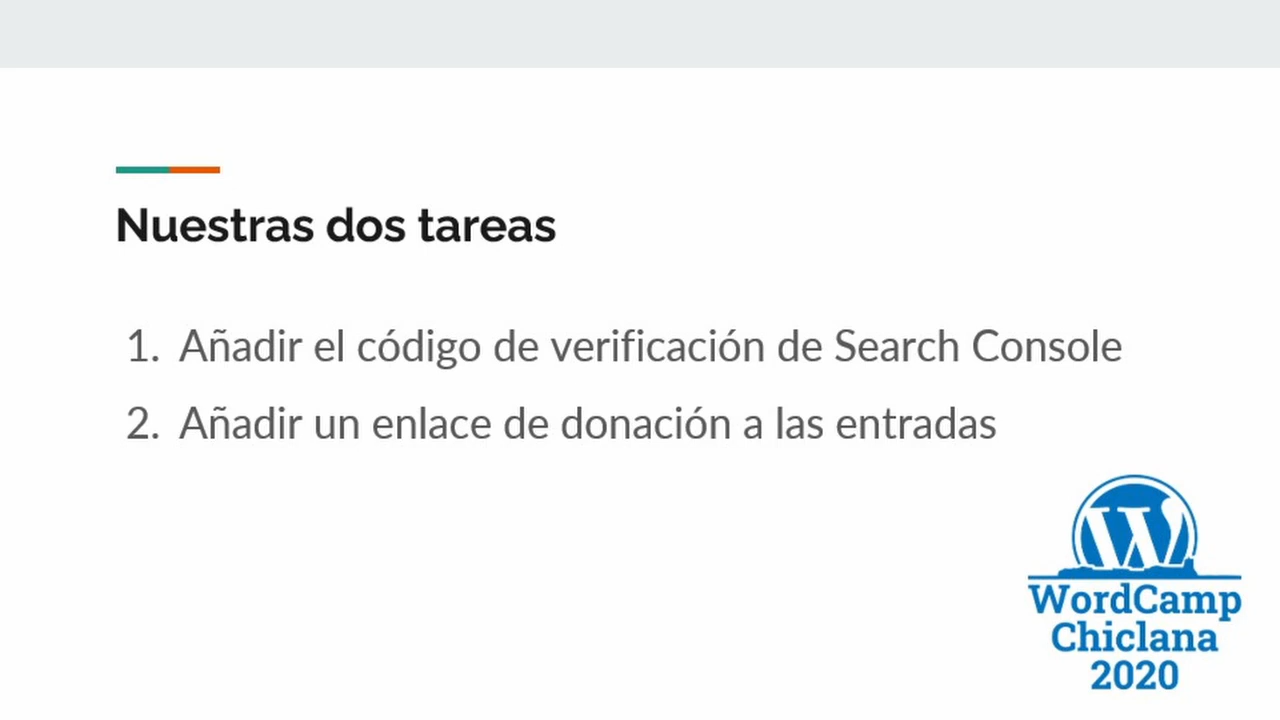 Nuestras dos tareas
1. Añadir el código de verificación de Search Console
2. Añadir un enlace de donación a las entradas
WordCamp
Chiclana
2020